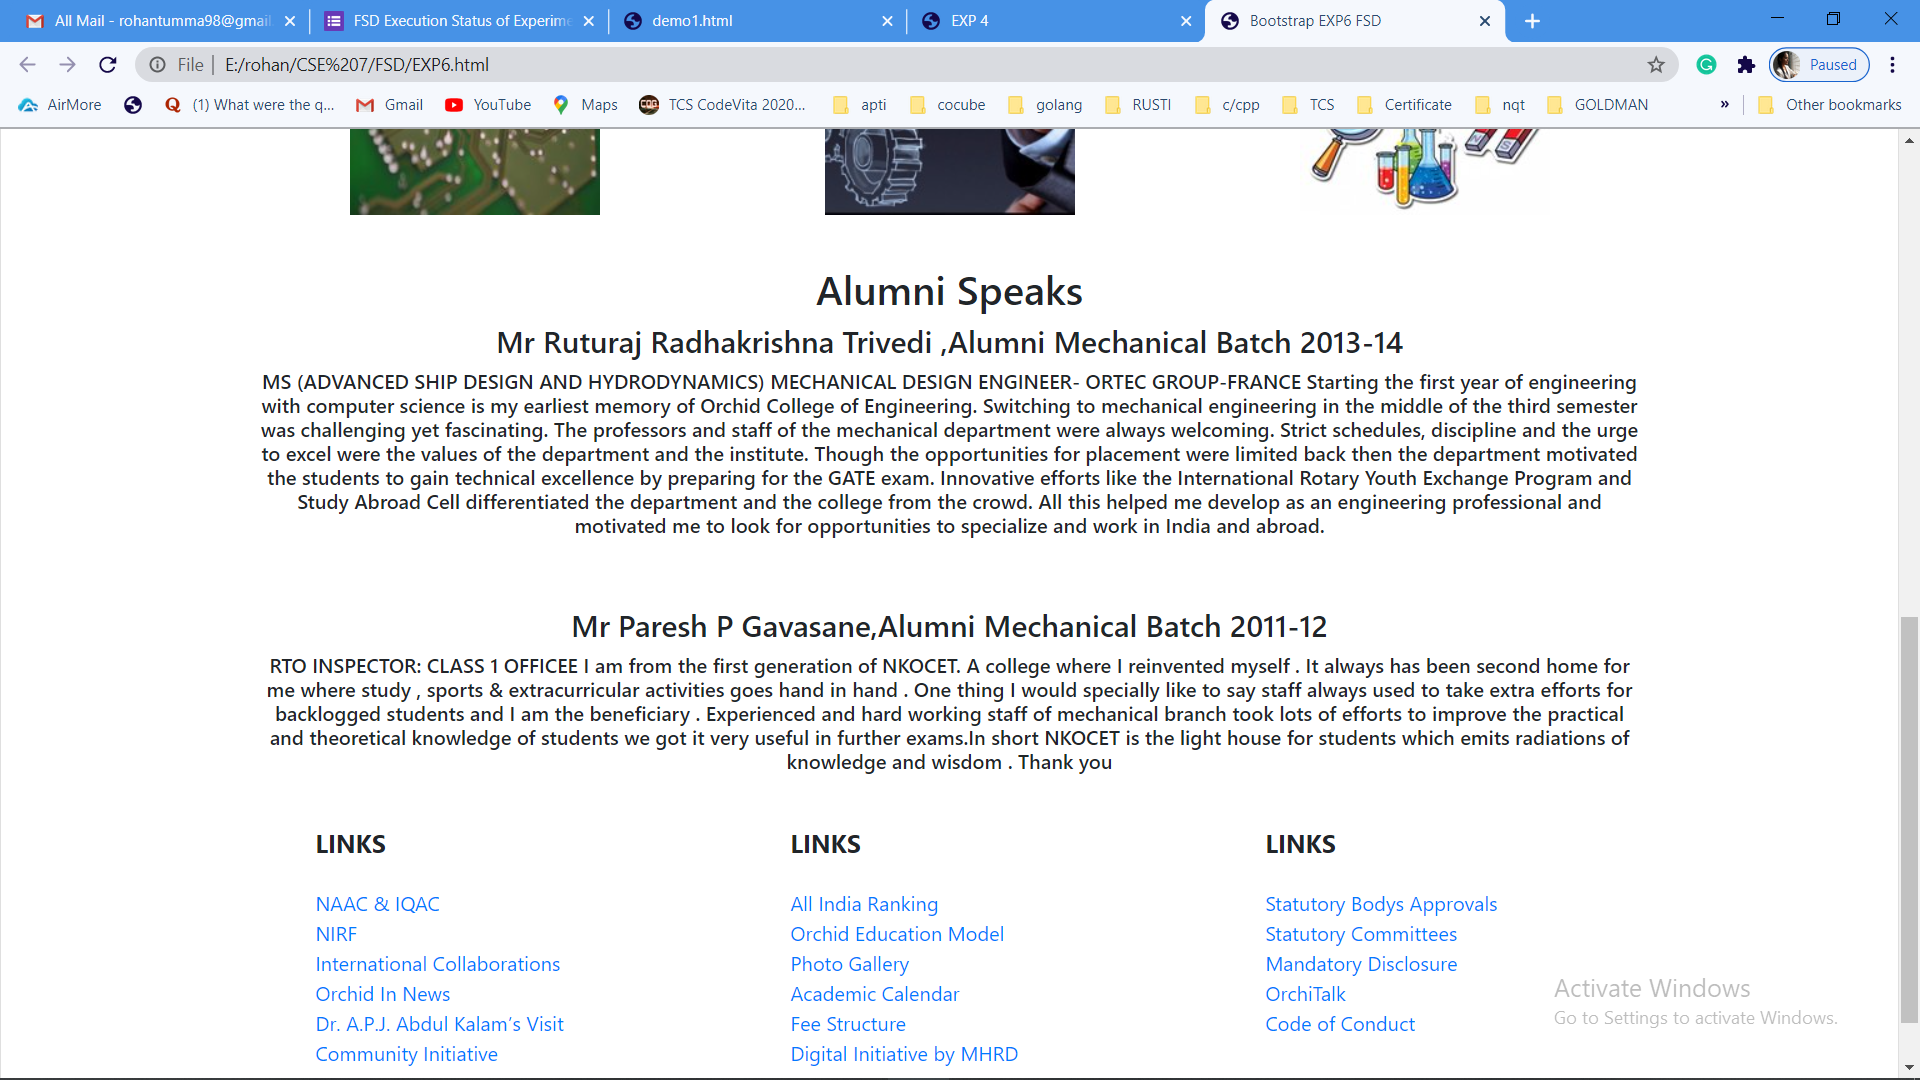 All Mail - rohantumma98@gmail
FSD Execution Status of Experime
demo1.html
EXP 4
Bootstrap EXP6 FSD
File
E:/rohan/CSE%207/FSD/EXP6.html
Paused
AirMore
(1) What were the q...
Gmail
YouTube
Maps
TCS CodeVita 2020...
apti
cocube
golang
RUSTI
c/cpp
TCS
Certificate
nqt
GOLDMAN
»
Other bookmarks
Alumni Speaks
Mr Ruturaj Radhakrishna Trivedi ,Alumni Mechanical Batch 2013-14
MS (ADVANCED SHIP DESIGN AND HYDRODYNAMICS) MECHANICAL DESIGN ENGINEER- ORTEC GROUP-FRANCE Starting the first year of engineering
with computer science is my earliest memory of Orchid College of Engineering. Switching to mechanical engineering in the middle of the third semester
was challenging yet fascinating. The professors and staff of the mechanical department were always welcoming. Strict schedules, discipline and the urge
to excel were the values of the department and the institute. Though the opportunities for placement were limited back then the department motivated
the students to gain technical excellence by preparing for the GATE exam. Innovative efforts like the International Rotary Youth Exchange Program and
Study Abroad Cell differentiated the department and the college from the crowd. All this helped me develop as an engineering professional and
motivated me to look for opportunities to specialize and work in India and abroad.
Mr Paresh P Gavasane,Alumni Mechanical Batch 2011-12
RTO INSPECTOR: CLASS 1 OFFICEE I am from the first generation of NKOCET. A college where I reinvented myself . It always has been second home for
me where study , sports & extracurricular activities goes hand in hand . One thing I would specially like to say staff always used to take extra efforts for
backlogged students and I am the beneficiary . Experienced and hard working staff of mechanical branch took lots of efforts to improve the practical
and theoretical knowledge of students we got it very useful in further exams.In short NKOCET is the light house for students which emits radiations of
knowledge and wisdom . Thank you
LINKS
NAAC & IQAC
NIRF
International Collaborations
Orchid In News
Dr. A.P.J. Abdul Kalam’s Visit
Community Initiative
LINKS
All India Ranking
Orchid Education Model
Photo Gallery
Academic Calendar
Fee Structure
Digital Initiative by MHRD
LINKS
Statutory Bodys Approvals
Statutory Committees
Mandatory Disclosure
OrchiTalk
Code of Conduct
Activate Windows
Go to Settings to activate Windows.